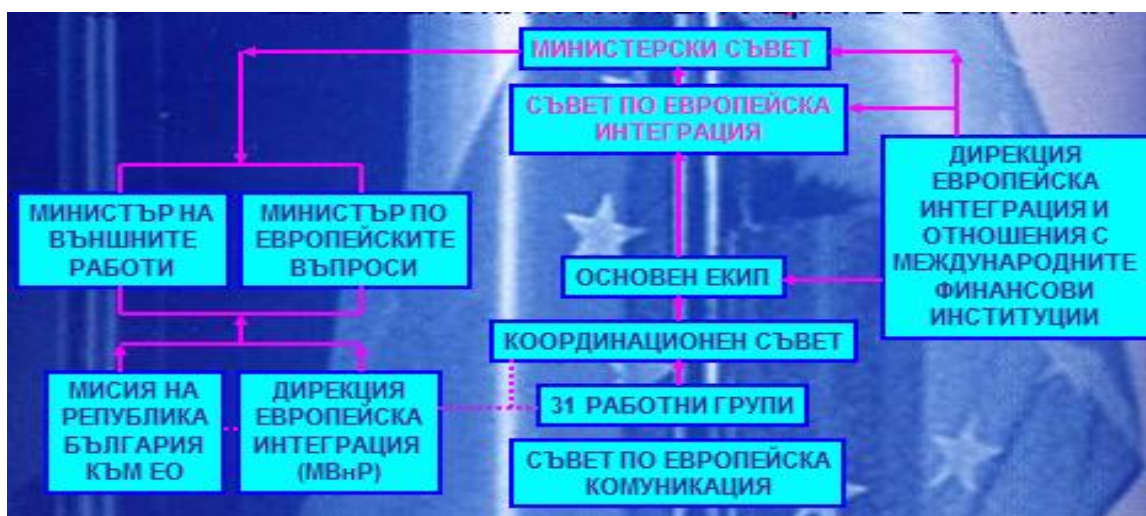 МИНИСТЕРСКИ СЪВЕТ
СЪВЕТ ПО ЕВРОПЕЙСКА
ИНТЕГРАЦИЯ
ДИРЕКЦИЯ
ЕВРОПЕЙСКА
ИНТЕГРАЦИЯ И
ОТНОШЕНИЯ С
МЕЖДУНАРОДНИТЕ
ФИНАНСОВИ
ИНСТИТУЦИИ
МИНИСТЪР НА
ВЪНШНИТЕ
РАБОТИ
МИНИСТЪР ПО
ЕВРОПЕЙСКИТЕ
ВЪПРОСИ
ОСНОВЕН ЕКИП
КООРДИНАЦИОНЕН СЪВЕТ
МИСИЯ НА
РЕПУБЛИКА
БЪЛГАРИЯ
КЪМ ЕО
ДИРЕКЦИЯ
ЕВРОПЕЙСКА
ИНТЕГРАЦИЯ
(МВнР)
31 РАБОТНИ ГРУПИ
СЪВЕТ ПО ЕВРОПЕЙСКА
КОМУНИКАЦИЯ